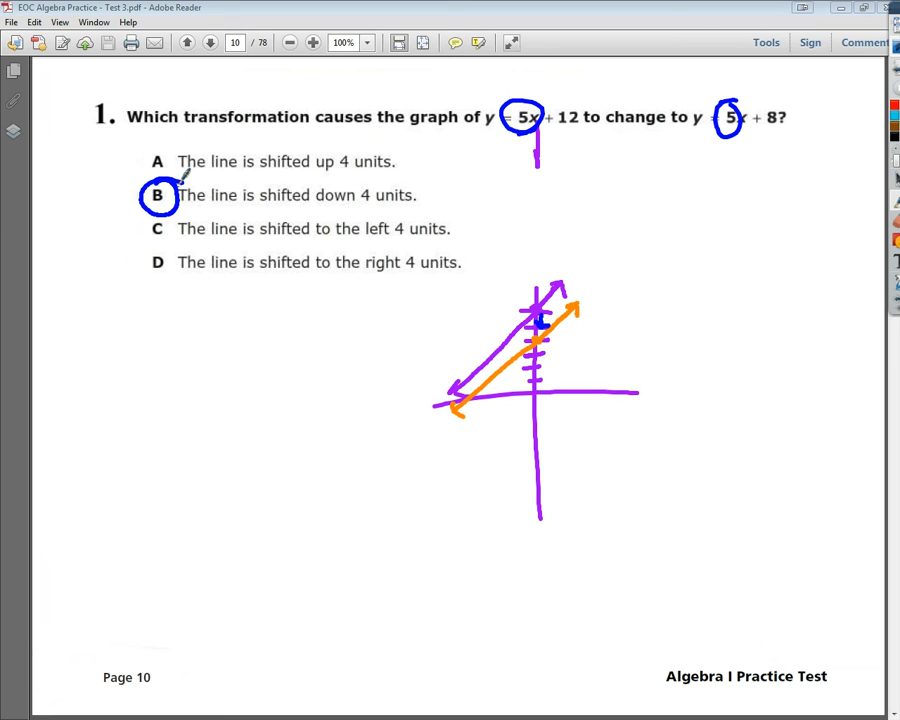 EOC Algebra Practice - Test 3.pdf - Adobe Reader
File Edit View Window Help
10 / 78 100% Tools Sign Comment
1. Which transformation causes the graph of y = 5x + 12 to change to y = 5x + 8?
A The line is shifted up 4 units.
B The line is shifted down 4 units.
C The line is shifted to the left 4 units.
D The line is shifted to the right 4 units.
Page 10 Algebra I Practice Test